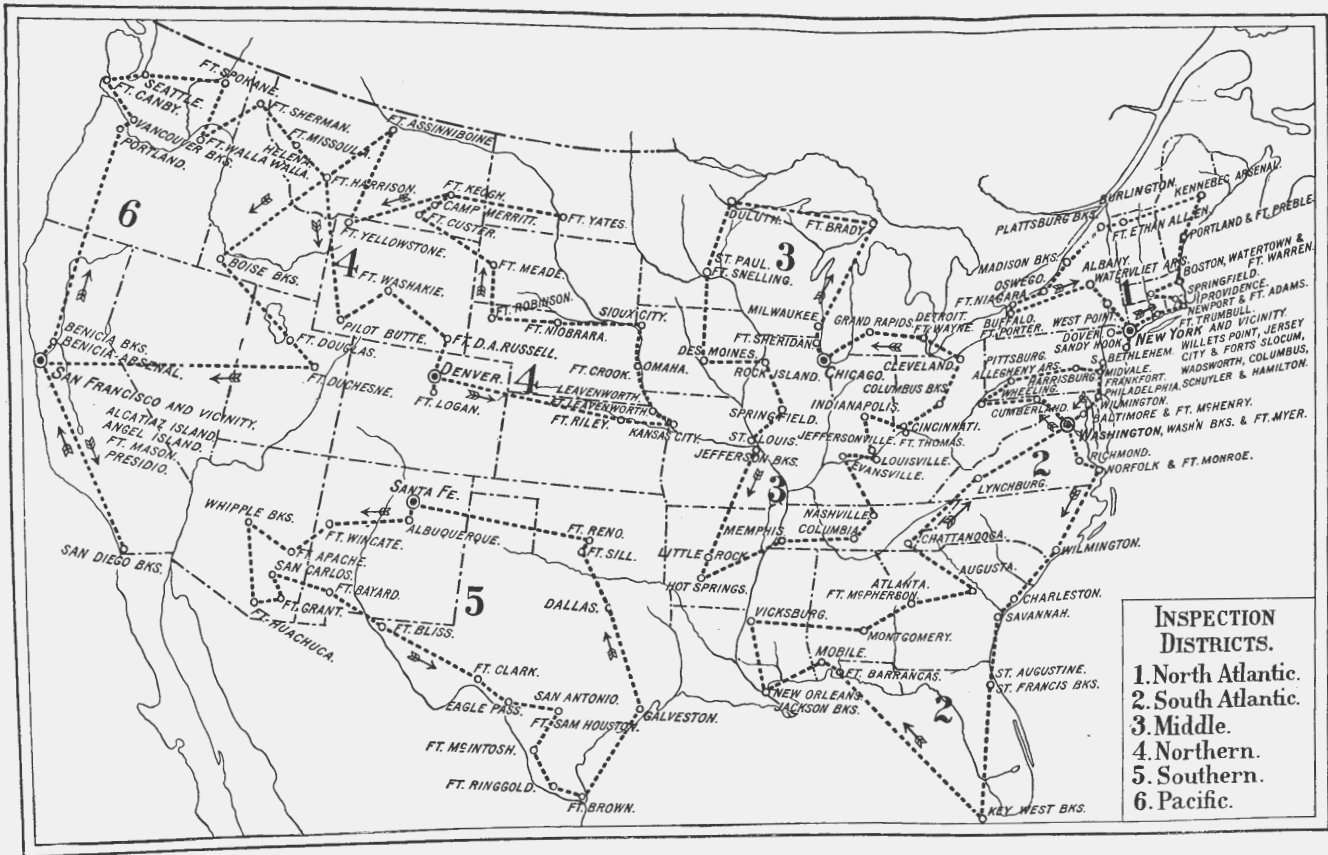 FT. SPOKANE.
SEATTLE.
FT. CANBY.
VANCOUVER BKS.
PORTLAND.
FT. WALLA WALLA.
FT. SHERMAN.
FT. MISSOULA.
HELENA.
FT. ASSINNIBOINE
FT. HARRISON.
FT. KEOGH.
CAMP MERRITT.
FT. CUSTER.
FT. YATES.
FT. YELLOWSTONE.
6
4
BOISE BKS.
FT. WASHAKIE.
FT. MEADE.
FT. ROBINSON.
FT. NIOBRARA.
SIOUX CITY.
PILOT BUTTE.
FT. D.A. RUSSELL.
FT. DOUGLAS.
FT. DUCHESNE.
DENVER.
4
FT. LOGAN.
FT. CROOK.
OMAHA.
LEAVENWORTH.
FT. LEAVENWORTH.
FT. RILEY.
KANSAS CITY.
BENICIA BKS.
BENICIA ARSENAL.
SAN FRANCISCO AND VICINITY.
ALCATIAZ ISLAND.
ANGEL ISLAND.
FT. MASON.
PRESIDIO.
SAN DIEGO BKS.
DULUTH.
FT. BRADY.
ST. PAUL.
FT. SNELLING.
3
MILWAUKEE
FT. SHERIDAN
GRAND RAPIDS.
DETROIT.
FT. WAYNE.
DES MOINES.
ROCK ISLAND.
CHICAGO.
CLEVELAND.
COLUMBUS BKS.
SPRINGFIELD.
INDIANAPOLIS.
CINCINNATI.
FT. THOMAS.
ST. LOUIS.
JEFFERSON BKS.
JEFFERSONVILLE.
LOUISVILLE.
EVANSVILLE.
3
NASHVILLE.
COLUMBIA.
MEMPHIS
LITTLE ROCK.
HOT SPRINGS.
BURLINGTON.
KENNEBEC ARSENAL.
PLATTSBURG BKS.
FT. ETHAN ALLEN.
PORTLAND & FT. PREBLE.
MADISON BKS.
OSWEGO.
ALBANY.
WATERVLIET ARS.
BOSTON, WATERTOWN &
FT. WARREN.
SPRINGFIELD.
PROVIDENCE.
NEWPORT & FT. ADAMS.
FT. TRUMBULL.
1
FT. NIAGARA.
BUFFALO.
FT. PORTER.
WEST POINT.
DOVER.
SANDY HOOK.
NEW YORK AND VICINITY.
WILLETS POINT, JERSEY
CITY & FORTS SLOCUM,
WADSWORTH, COLUMBUS,
SCHUYLER & HAMILTON.
BETHLEHEM.
MIDVALE.
FRANKFORT.
PHILADELPHIA.
WILMINGTON.
PITTSBURG.
ALLEGHENY ARS.
HARRISBURG.
WHEELING.
CUMBERLAND.
BALTIMORE & FT. McHENRY.
WASHINGTON, WASH'N BKS. & FT. MYER.
2
RICHMOND.
NORFOLK & FT. MONROE.
LYNCHBURG.
CHATTANOOGA.
WILMINGTON.
AUGUSTA.
ATLANTA.
FT. McPHERSON.
CHARLESTON.
SAVANNAH.
VICKSBURG.
MONTGOMERY.
MOBILE.
FT. BARRANCAS.
NEW ORLEANS
JACKSON BKS.
ST. AUGUSTINE.
ST. FRANCIS BKS.
2
KEY WEST BKS.
SANTA FE.
WHIPPLE BKS.
FT. WINGATE.
ALBUQUERQUE.
FT. APACHE.
SAN CARLOS.
FT. BAYARD.
FT. GRANT.
FT. HUACHUCA.
5
FT. BLISS.
FT. RENO.
FT. SILL.
DALLAS.
FT. CLARK.
EAGLE PASS.
SAN ANTONIO.
FT. SAM HOUSTON.
GALVESTON.
FT. McINTOSH.
FT. RINGGOLD.
FT. BROWN.
INSPECTION
DISTRICTS.
1. North Atlantic.
2. South Atlantic.
3. Middle.
4. Northern.
5. Southern.
6. Pacific.